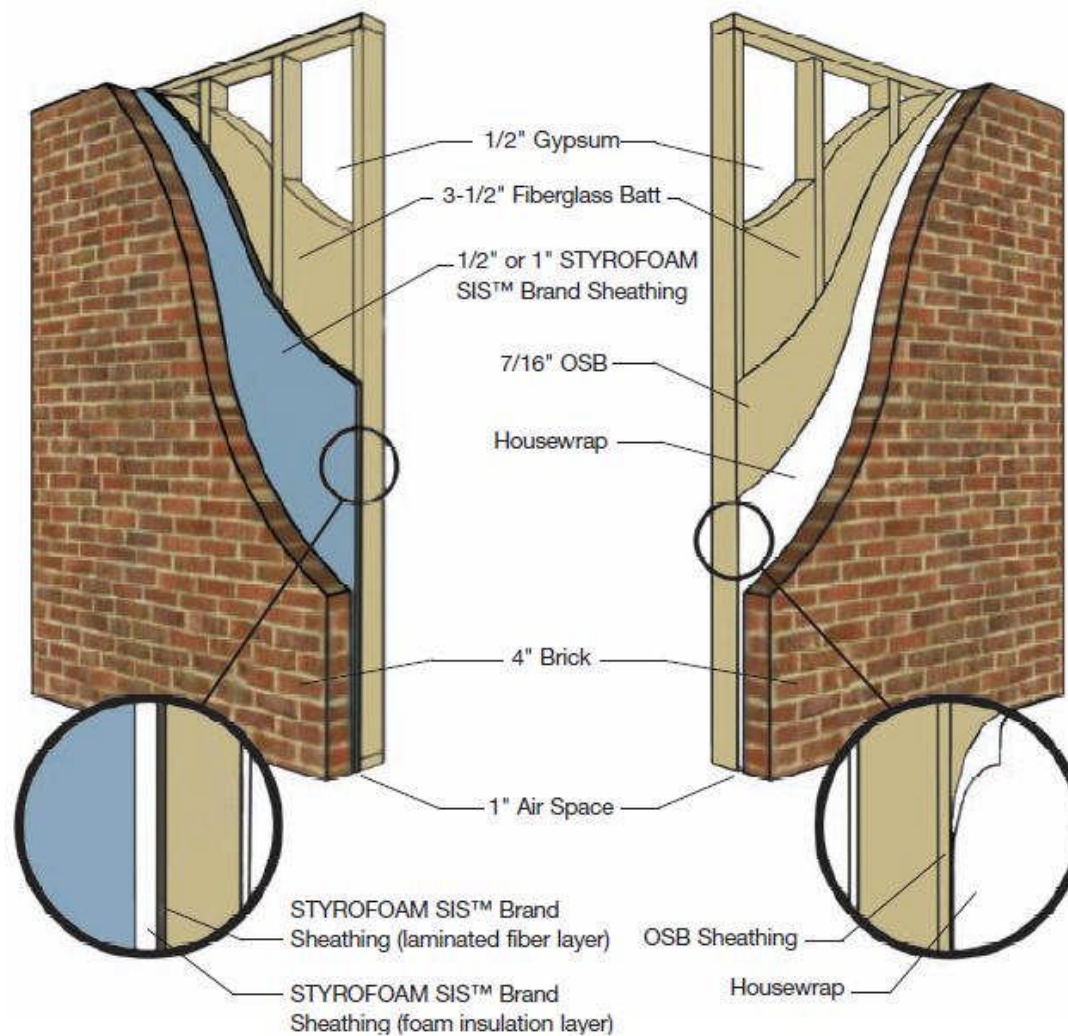 1/2" Gypsum
3-1/2" Fiberglass Batt
1/2" or 1" STYROFOAM
SIS™ Brand Sheathing
7/16" OSB
Housewrap
4" Brick
1" Air Space
STYROFOAM SIS™ Brand
Sheathing (laminated fiber layer)
STYROFOAM SIS™ Brand
Sheathing (foam insulation layer)
OSB Sheathing
Housewrap